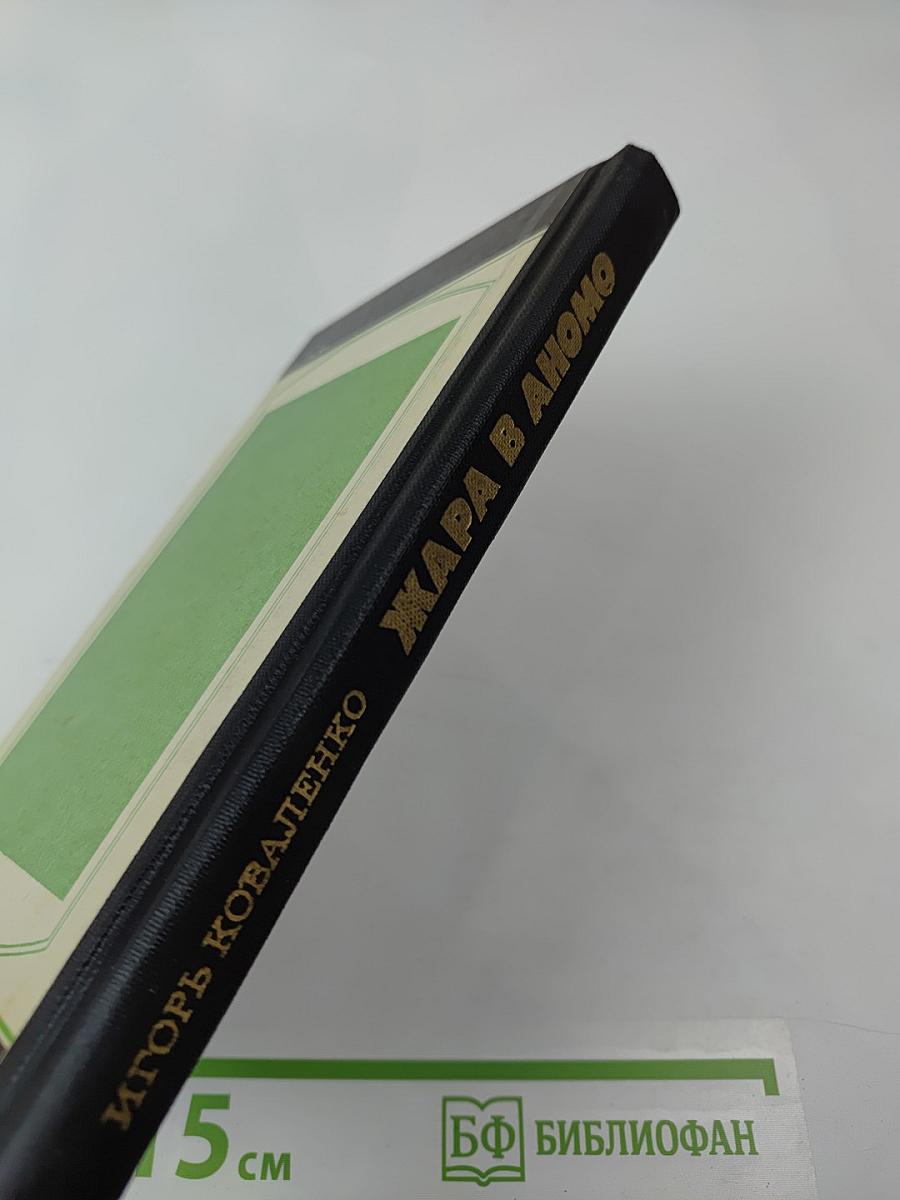 ИГОРЬ КОВАЛЕНКО ЖАРА В АНОМО
15 см
БФ БИБЛИОФАН